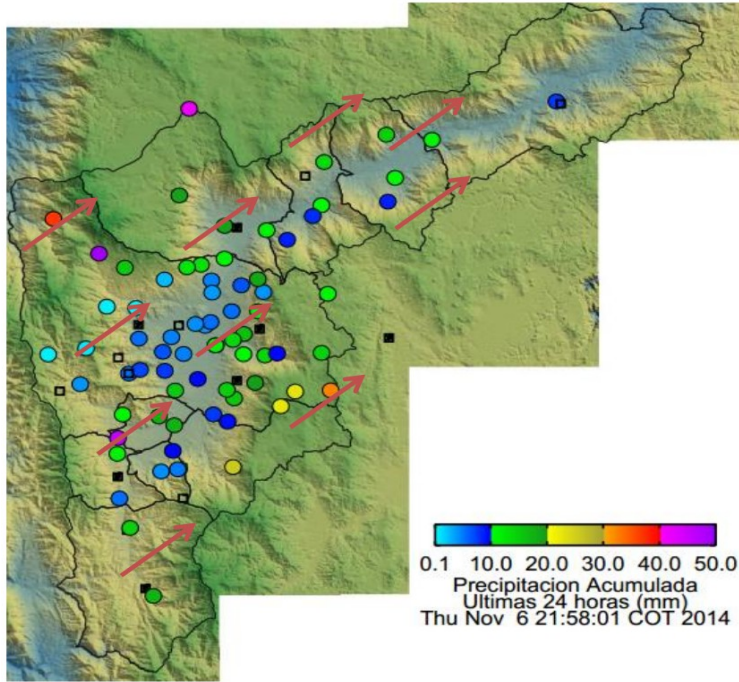 0.1 10.0 20.0 30.0 40.0 50.0
Precipitacion Acumulada
Ultimas 24 horas (mm)
Thu Nov 6 21:58:01 COT 2014